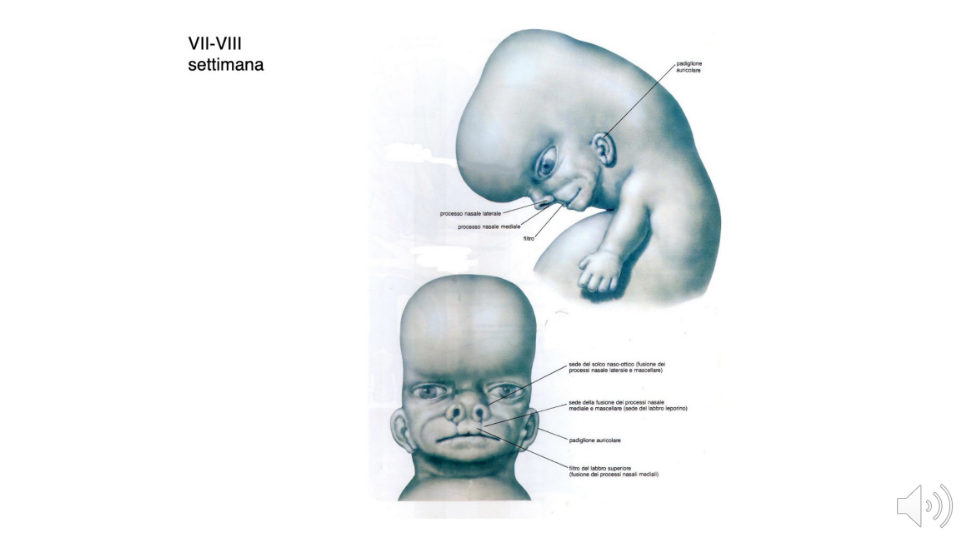 VII-VIII
settimana
padiglione
auricolare
processo nasale laterale
processo nasale mediale
filtro
sede del solco naso-ottico (fusione dei
processi nasale laterale e mascellare)
sede della fusione dei processi nasale
mediale e mascellare (sede del labbro leporino)
padiglione auricolare
filtro del labbro superiore
(fusione dei processi nasali mediali)